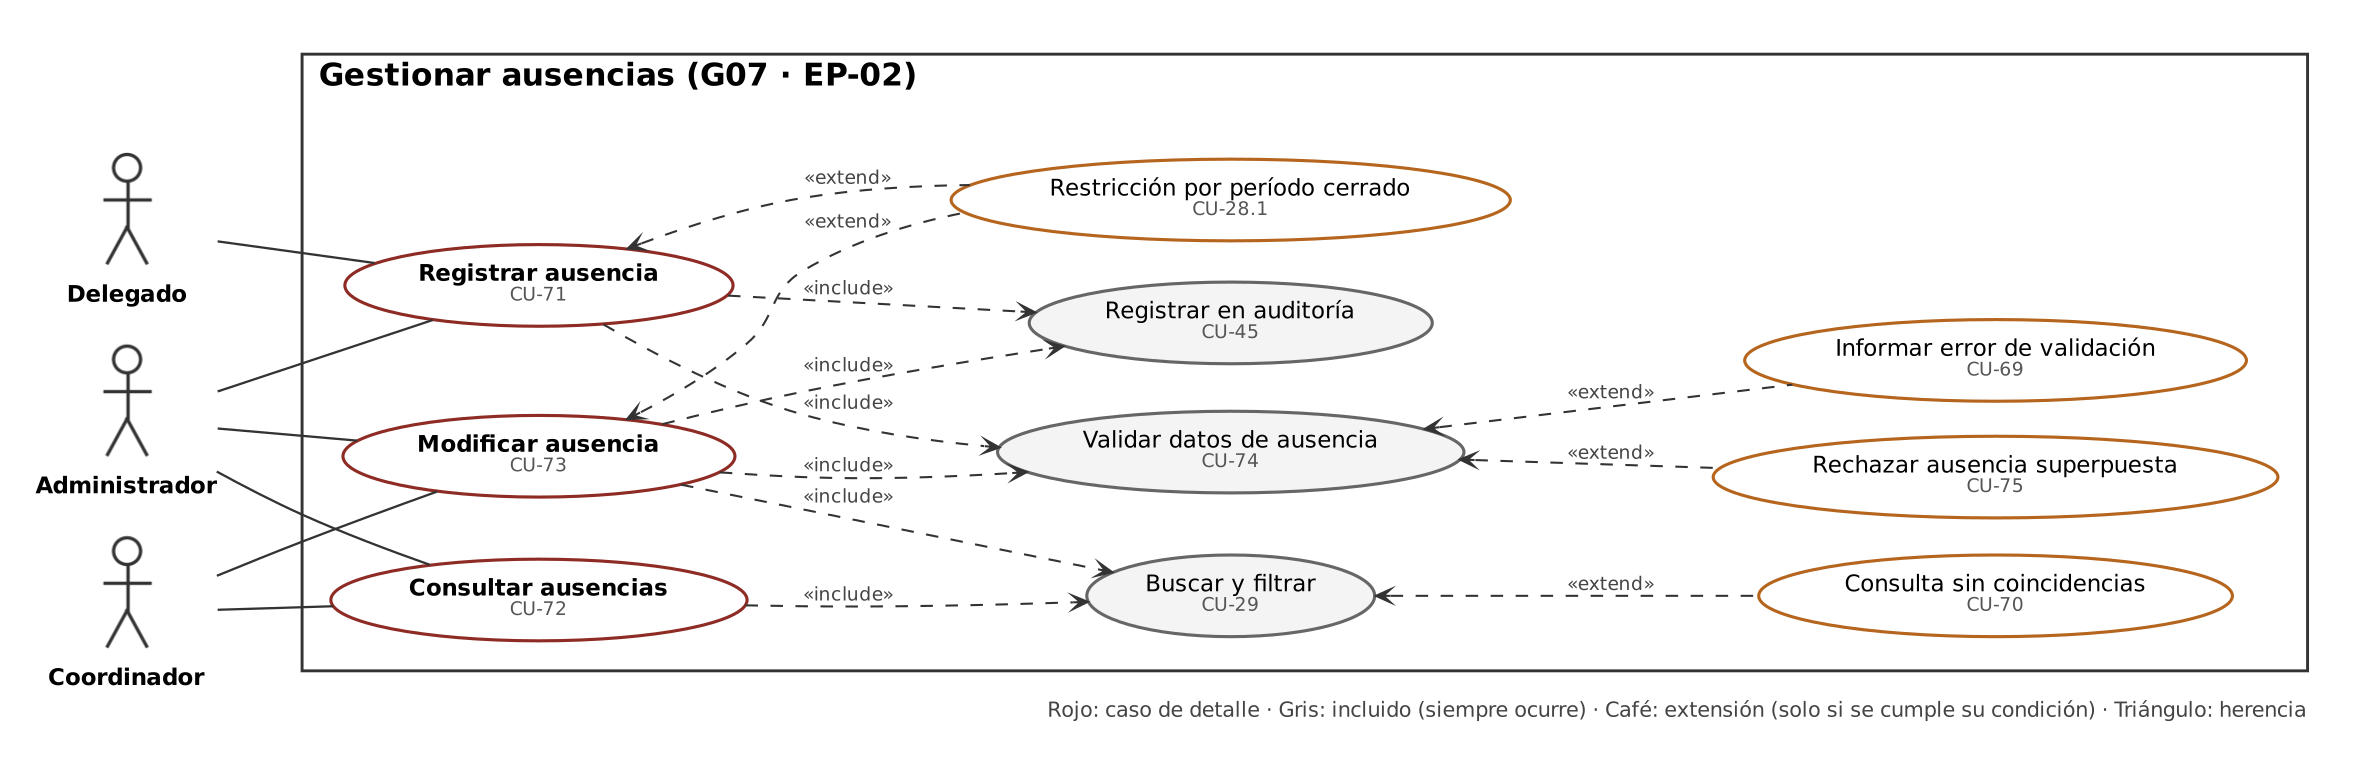 Gestionar ausencias (G07 · EP-02)
Delegado
Administrador
Coordinador
Registrar ausencia
CU-71
Modificar ausencia
CU-73
Consultar ausencias
CU-72
«extend»
«extend»
«include»
«include»
«include»
«include»
«include»
«include»
Restricción por período cerrado
CU-28.1
Registrar en auditoría
CU-45
Validar datos de ausencia
CU-74
Buscar y filtrar
CU-29
«extend»
«extend»
«extend»
Informar error de validación
CU-69
Rechazar ausencia superpuesta
CU-75
Consulta sin coincidencias
CU-70
Rojo: caso de detalle · Gris: incluido (siempre ocurre) · Café: extensión (solo si se cumple su condición) · Triángulo: herencia